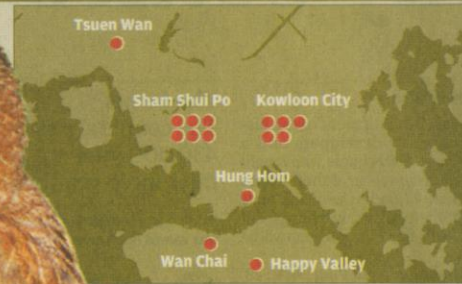 Tsuen Wan
Sham Shui Po Kowloon City
Hung Hom
Wan Chai Happy Valley